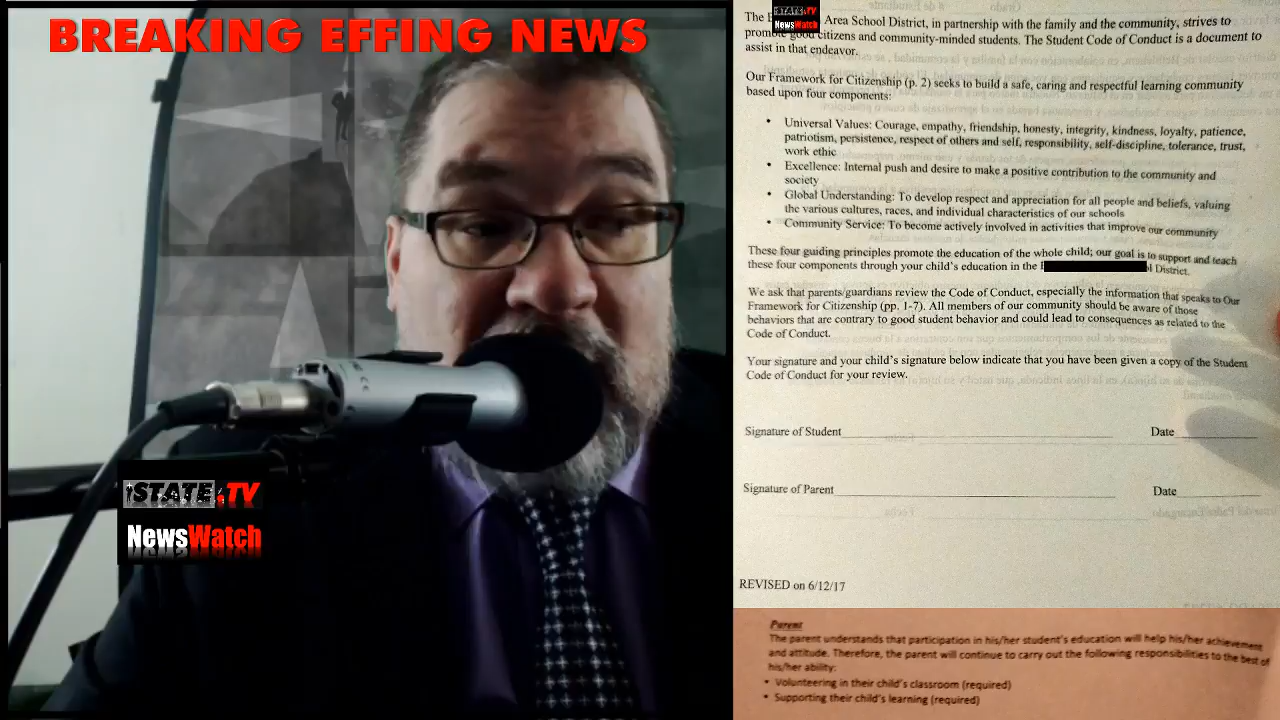 BREAKING EFFING NEWS
iSTATE.TV
NewsWatch
STATE.TV
NewsWatch
The Area School District, in partnership with the family and the community, strives to
promote good citizens and community-minded students. The Student Code of Conduct is a document to
assist in that endeavor.
Our Framework for Citizenship (p. 2) seeks to build a safe, caring and respectful learning community
based upon four components:
• Universal Values: Courage, empathy, friendship, honesty, integrity, kindness, loyalty, patience,
patriotism, persistence, respect of others and self, responsibility, self-discipline, tolerance, trust,
work ethic
• Excellence: Internal push and desire to make a positive contribution to the community and
society
• Global Understanding: To develop respect and appreciation for all people and beliefs, valuing
the various cultures, races, and individual characteristics of our schools
• Community Service: To become actively involved in activities that improve our community
These four guiding principles promote the education of the whole child; our goal is to support and teach
these four components through your child's education in the District.
We ask that parents/guardians review the Code of Conduct, especially the information that speaks to Our
Framework for Citizenship (pp. 1-7). All members of our community should be aware of those
behaviors that are contrary to good student behavior and could lead to consequences as related to the
Code of Conduct.
Your signature and your child's signature below indicate that you have been given a copy of the Student
Code of Conduct for your review.
Signature of Student Date
Signature of Parent Date
REVISED on 6/12/17
Parent
The parent understands that participation in his/her student's education will help his/her achievement
and attitude. Therefore, the parent will continue to carry out the following responsibilities to the best of
his/her ability:
• Volunteering in their child's classroom (required)
• Supporting their child's learning (required)